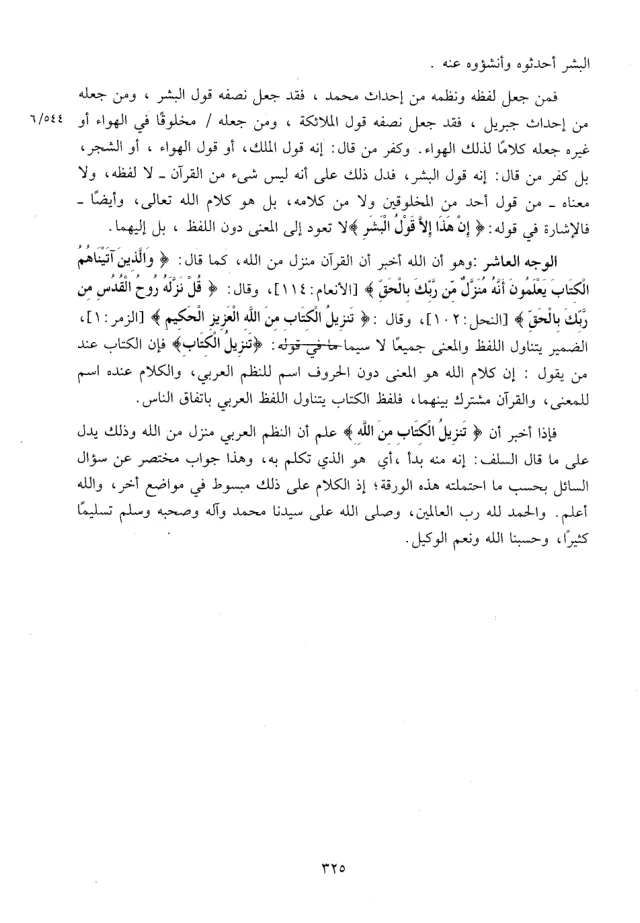 البشر أحدثوه وأنشؤوه عنه .
فمن جعل لفظه ونظمه من إحداث محمد ، فقد جعل نصفه قول البشر ، ومن جعله
من إحداث جبريل ، فقد جعل نصفه قول الملائكة ، ومن جعله / مخلوقًا في الهواء أو
٦/٥٤٤
غيره جعله كلامًا لذلك الهواء. وكفر من قال: إنه قول الملك، أو قول الهواء ، أو الشجر،
بل كفر من قال: إنه قول البشر، فدل ذلك على أنه ليس شىء من القرآن ـ لا لفظه، ولا
معناه ـ من قول أحد من المخلوقين ولا من كلامه، بل هو كلام الله تعالى، وأيضًا ـ
فالإشارة في قوله:﴿ إِنْ هَذَا إِلاَّ قَوْلُ الْبَشَرِ ﴾لا تعود إلى المعنى دون اللفظ ، بل إليهما.
الوجه العاشر :وهو أن الله أخبر أن القرآن منزل من الله، كما قال: ﴿ وَالَّذِينَ آتَيْنَاهُمُ
الْكِتَابَ يَعْلَمُونَ أَنَّهُ مُنَزَّلٌ مِّن رَّبِّكَ بِالْحَقِّ ﴾ [الأنعام:١١٤]، وقال: ﴿ قُلْ نَزَّلَهُ رُوحُ الْقُدُسِ مِن
رَّبِّكَ بِالْحَقِّ ﴾ [النحل:١٠٢]، وقال :﴿ تَنزِيلُ الْكِتَابِ مِنَ اللَّهِ الْعَزِيزِ الْحَكِيمِ ﴾ [الزمر:١]،
الضمير يتناول اللفظ والمعنى جميعًا لا سيما ما في قوله: ﴿تَنزِيلُ الْكِتَابِ﴾ فإن الكتاب عند
من يقول : إن كلام الله هو المعنى دون الحروف اسم للنظم العربي، والكلام عنده اسم
للمعنى، والقرآن مشترك بينهما، فلفظ الكتاب يتناول اللفظ العربي باتفاق الناس.
فإذا أخبر أن ﴿ تَنزِيلُ الْكِتَابِ مِنَ اللَّهِ ﴾ علم أن النظم العربي منزل من الله وذلك يدل
على ما قال السلف: إنه منه بدأ ،أي هو الذي تكلم به، وهذا جواب مختصر عن سؤال
السائل بحسب ما احتملته هذه الورقة؛ إذ الكلام على ذلك مبسوط في مواضع أخر، والله
أعلم. والحمد لله رب العالمين، وصلى الله على سيدنا محمد وآله وصحبه وسلم تسليمًا
كثيرًا، وحسبنا الله ونعم الوكيل.
٣٢٥